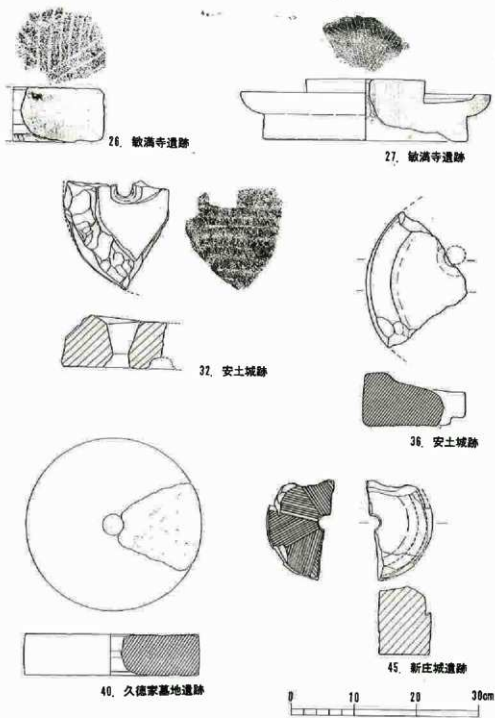 26. 敏満寺遺跡
27. 敏満寺遺跡
32. 安土城跡
36. 安土城跡
40. 久徳家墓地遺跡
45. 新庄城遺跡
0 10 20 30cm